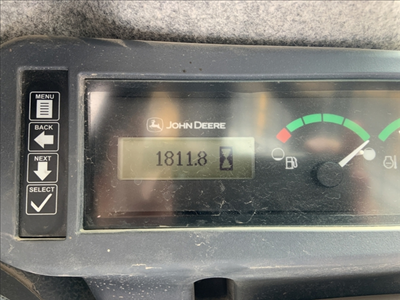 MENU
BACK
NEXT
SELECT
JOHN DEERE
1811.8